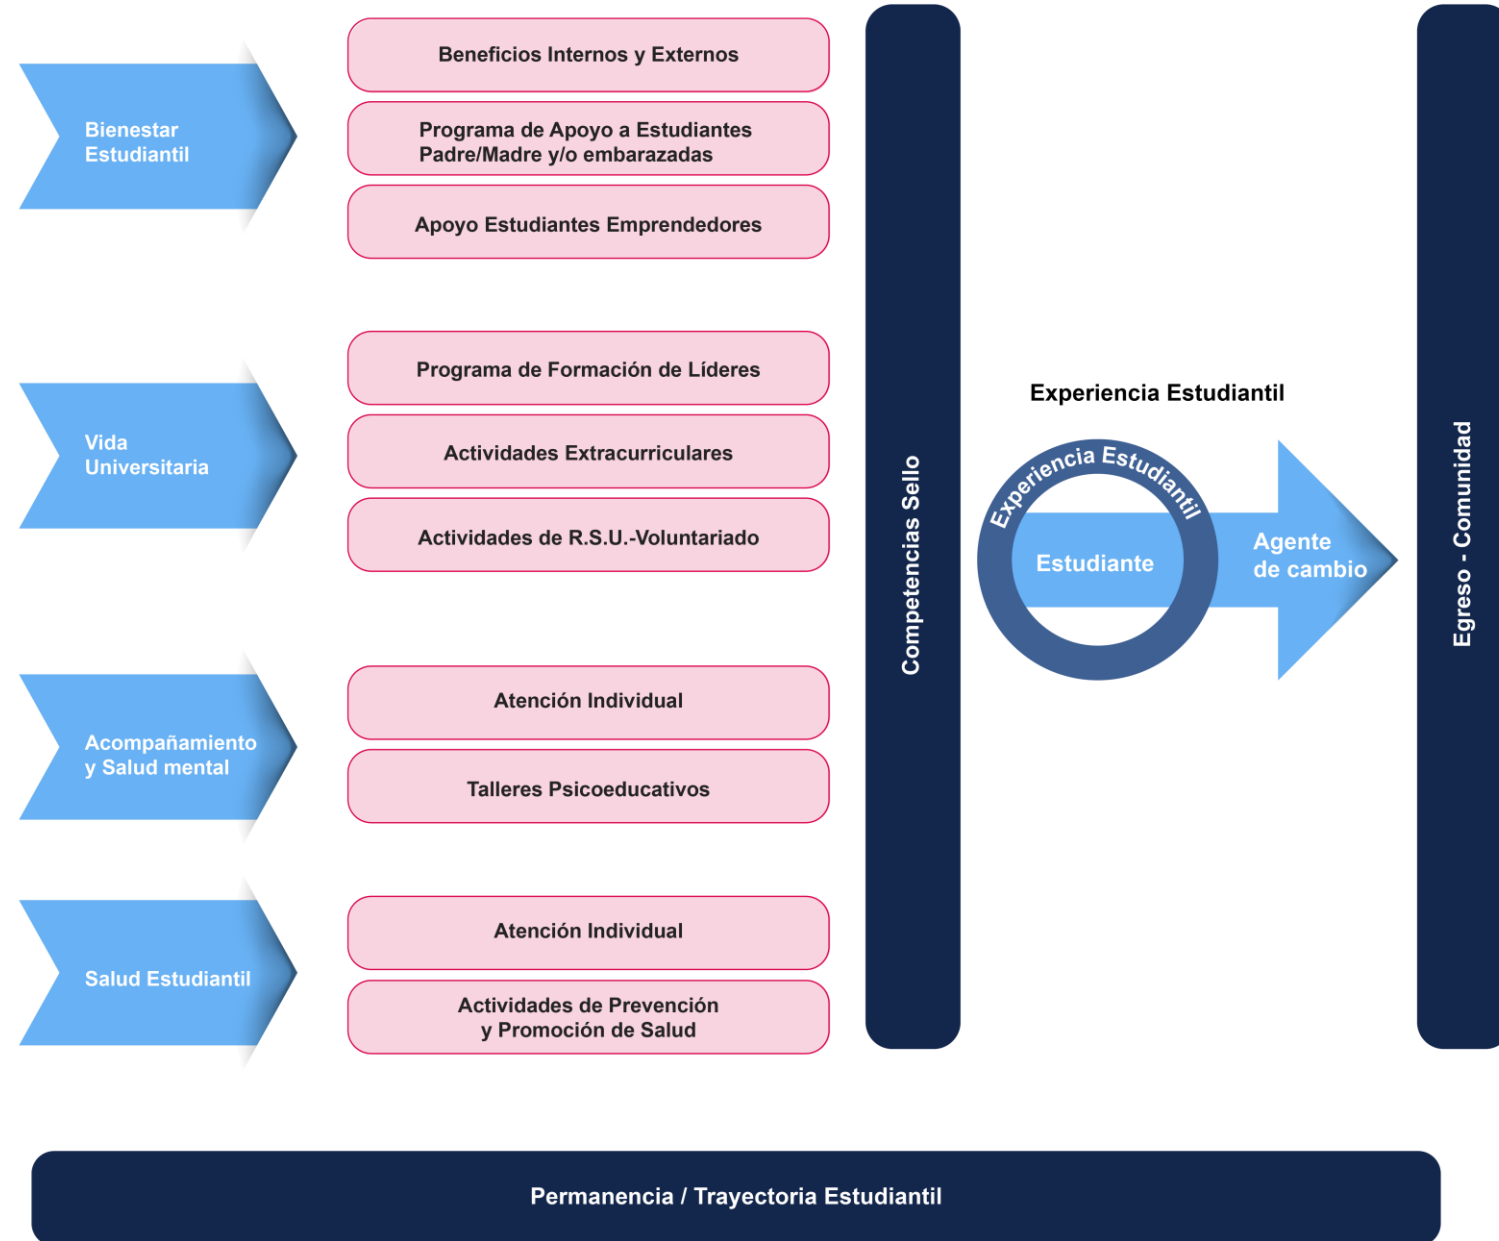 Bienestar
Estudiantil
Beneficios Internos y Externos
Programa de Apoyo a Estudiantes
Padre/Madre y/o embarazadas
Apoyo Estudiantes Emprendedores
Vida
Universitaria
Programa de Formación de Líderes
Actividades Extracurriculares
Actividades de R.S.U.-Voluntariado
Acompañamiento
y Salud mental
Atención Individual
Talleres Psicoeducativos
Salud Estudiantil
Atención Individual
Actividades de Prevención
y Promoción de Salud
Competencias Sello
Experiencia Estudiantil
Experiencia Estudiantil
Estudiante
Agente
de cambio
Egreso - Comunidad
Permanencia / Trayectoria Estudiantil